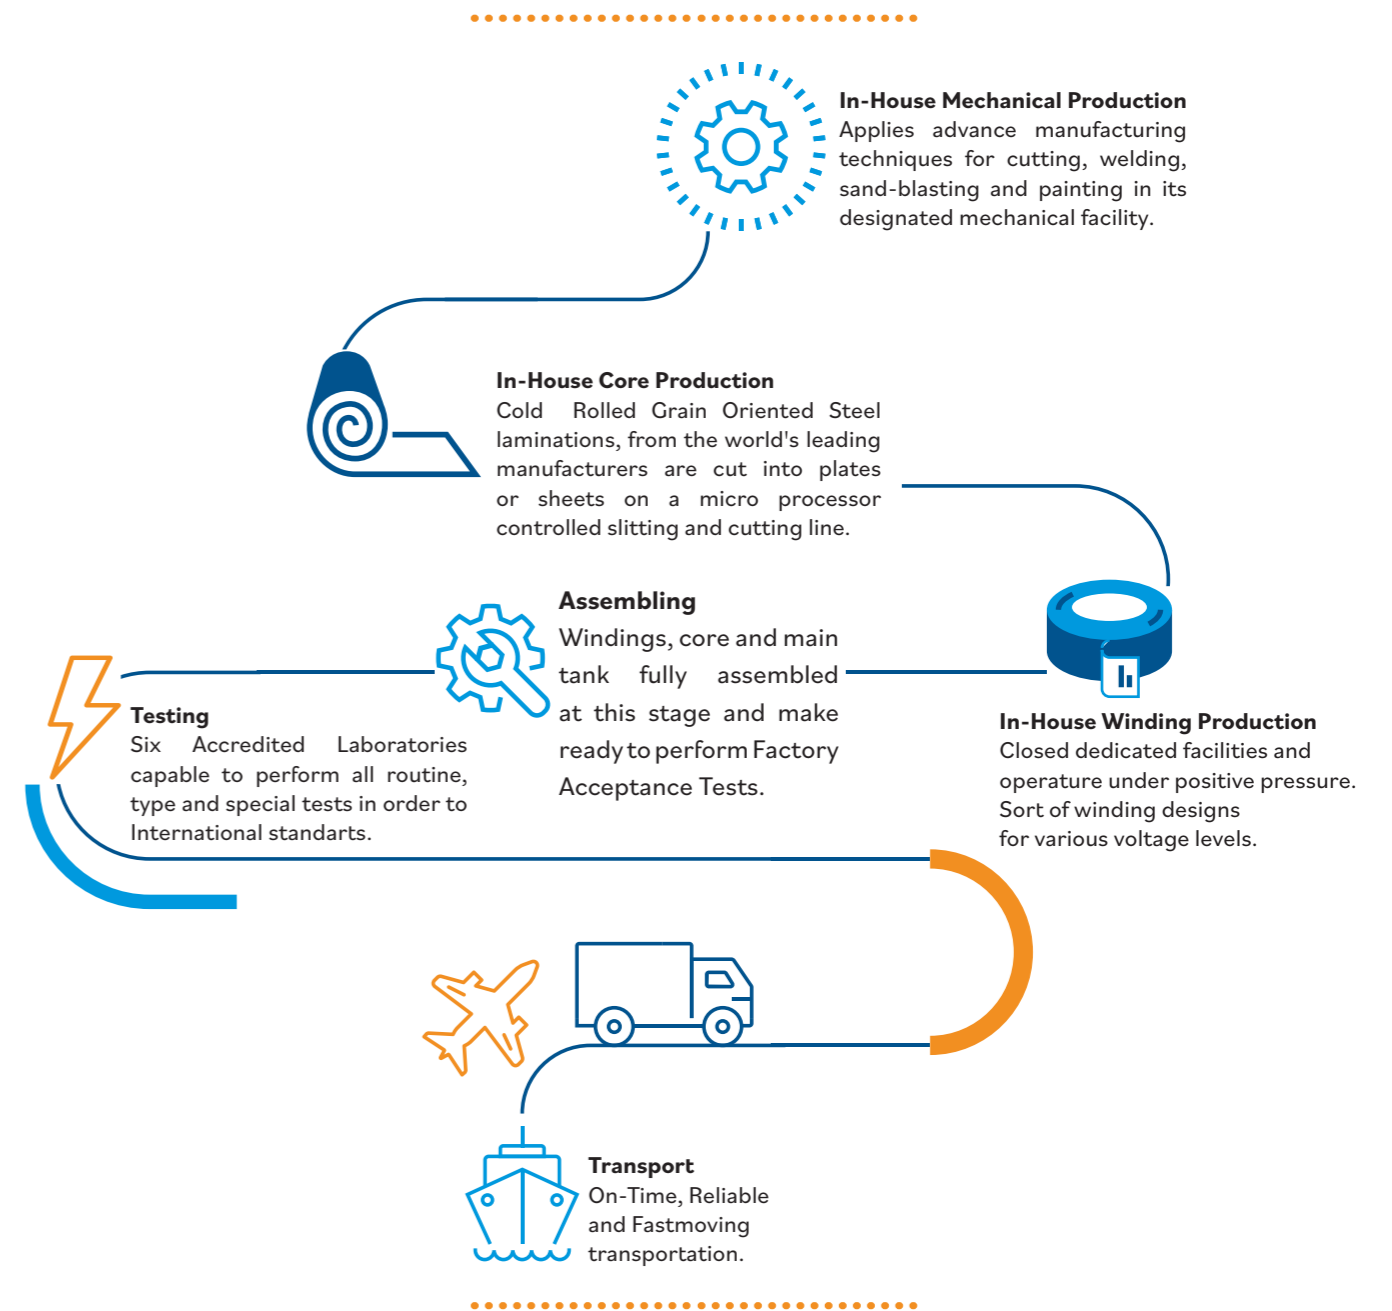 In-House Mechanical Production
Applies advance manufacturing
techniques for cutting, welding,
sand-blasting and painting in its
designated mechanical facility.
In-House Core Production
Cold Rolled Grain Oriented Steel
laminations, from the world's leading
manufacturers are cut into plates
or sheets on a micro processor
controlled slitting and cutting line.
In-House Winding Production
Closed dedicated facilities and
operature under positive pressure.
Sort of winding designs
for various voltage levels.
Assembling
Windings, core and main
tank fully assembled
at this stage and make
ready to perform Factory
Acceptance Tests.
Testing
Six Accredited Laboratories
capable to perform all routine,
type and special tests in order to
International standarts.
Transport
On-Time, Reliable
and Fastmoving
transportation.